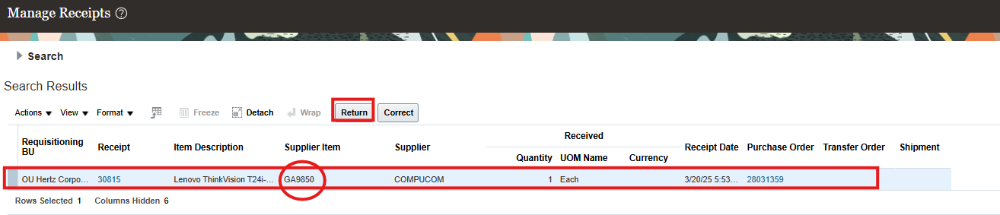 Manage Receipts ?
Search
Search Results
Actions View Format Freeze Detach Wrap Return Correct
Received
Requisitioning BU Receipt Item Description Supplier Item Supplier Quantity UOM Name Currency Receipt Date Purchase Order Transfer Order Shipment
OU Hertz Corpo... 30815 Lenovo ThinkVision T24i-... GA9850 COMPUCOM 1 Each 3/20/25 5:53... 28031359
Rows Selected 1 Columns Hidden 6